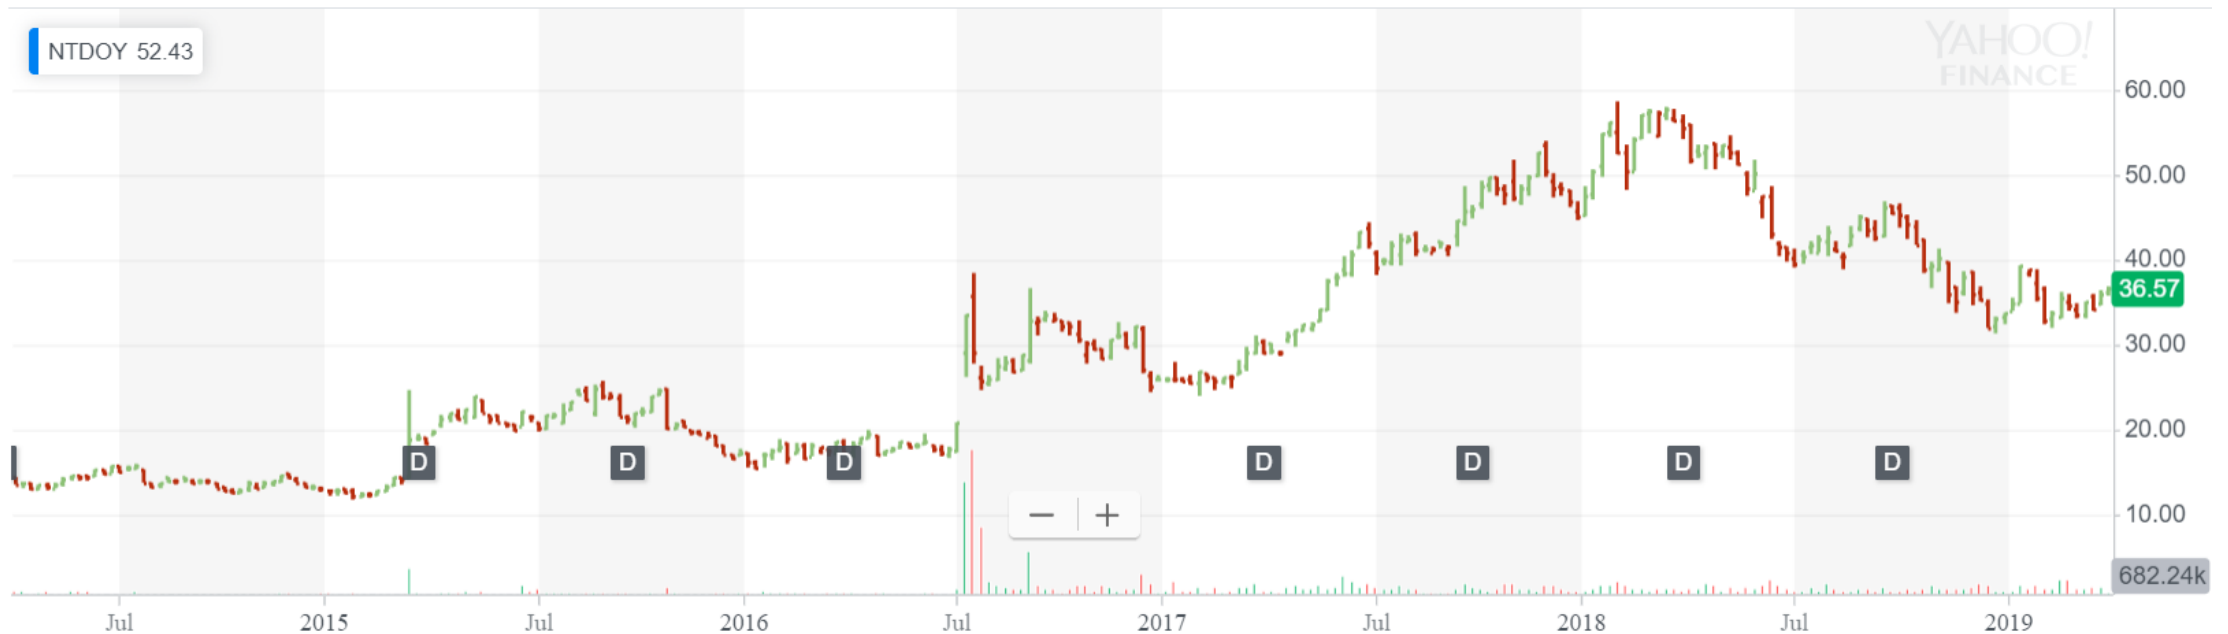 NTDOY 52.43
YAHOO!
FINANCE
60.00
50.00
40.00
36.57
30.00
20.00
D D D D D D D
10.00
− +
682.24k
Jul 2015 Jul 2016 Jul 2017 Jul 2018 Jul 2019